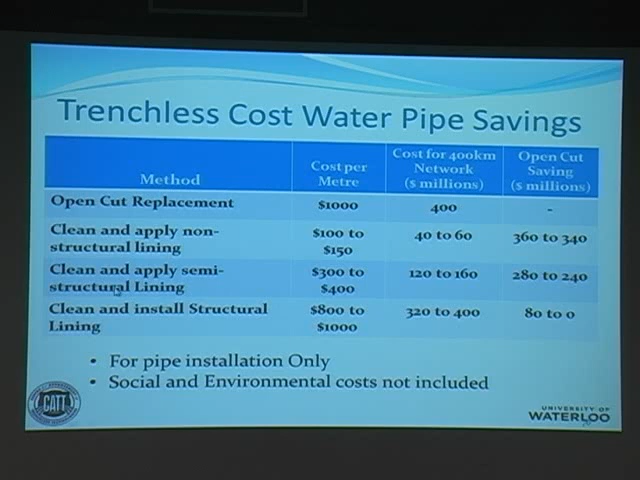 Trenchless Cost Water Pipe Savings
Method
Cost per
Metre
Cost for 400km
Network
($ millions)
Open Cut
Saving
($ millions)
Open Cut Replacement
$1000
400
-
Clean and apply non-
structural lining
$100 to
$150
40 to 60
360 to 340
Clean and apply semi-
structural Lining
$300 to
$400
120 to 160
280 to 240
Clean and install Structural
Lining
$800 to
$1000
320 to 400
80 to 0
• For pipe installation Only
• Social and Environmental costs not included
CATT
UNIVERSITY OF
WATERLOO